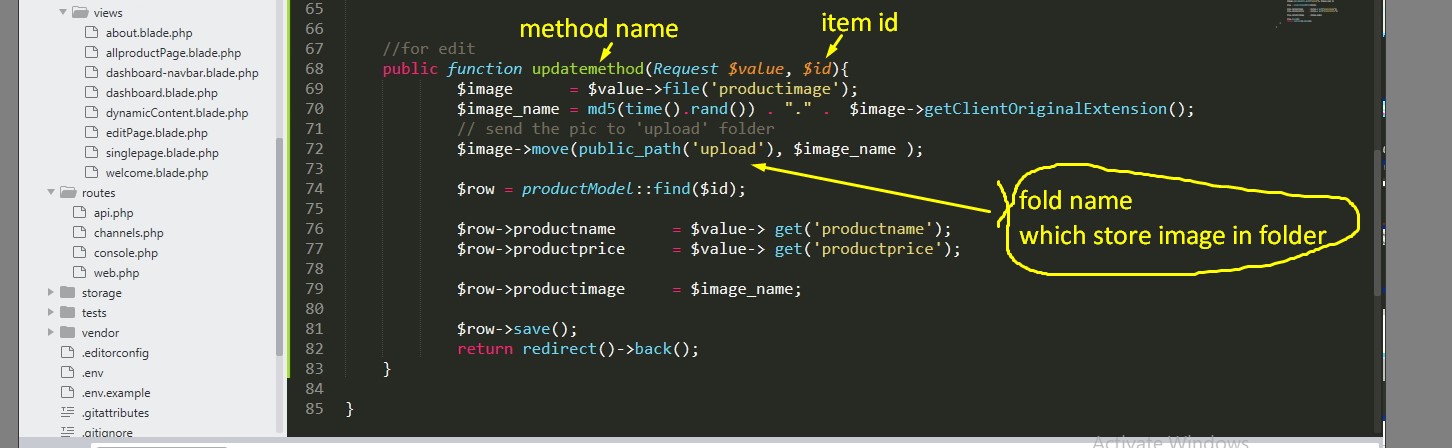 views
about.blade.php
allproductPage.blade.php
dashboard-navbar.blade.php
dashboard.blade.php
dynamicContent.blade.php
editPage.blade.php
singlepage.blade.php
welcome.blade.php
routes
api.php
channels.php
console.php
web.php
storage
tests
vendor
.editorconfig
.env
.env.example
.gitattributes
.gitignore
65
66
method name
item id
67 //for edit
68 public function updatemethod(Request $value, $id){
69 $image = $value->file('productimage');
70 $image_name = md5(time().rand()) . "." . $image->getClientOriginalExtension();
71 // send the pic to 'upload' folder
72 $image->move(public_path('upload'), $image_name );
73
74 $row = productModel::find($id);
75
fold name
which store image in folder
76 $row->productname = $value-> get('productname');
77 $row->productprice = $value-> get('productprice');
78
79 $row->productimage = $image_name;
80
81 $row->save();
82 return redirect()->back();
83 }
84
85 }
Activate Windows